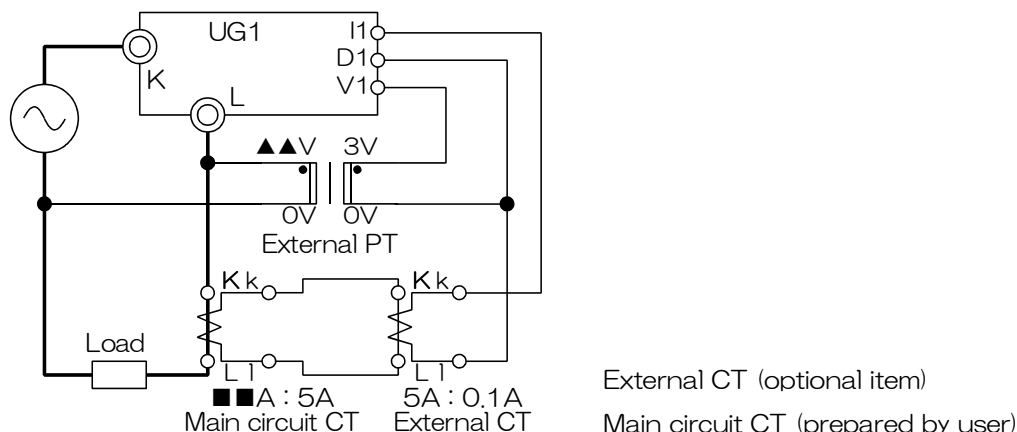 UG1
I1
D1
V1
K
L
▲▲V 3V
0V 0V
External PT
K k K k
Load
L l L l
■■A : 5A 5A : 0.1A
Main circuit CT External CT
External CT (optional item)
Main circuit CT (prepared by user)